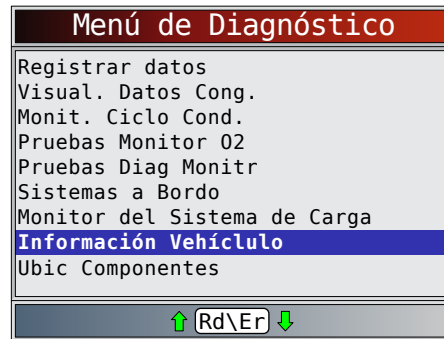 Menú de Diagnóstico
Registrar datos
Visual. Datos Cong.
Monit. Ciclo Cond.
Pruebas Monitor O2
Pruebas Diag Monitr
Sistemas a Bordo
Monitor del Sistema de Carga
Información Vehíclulo
Ubic Componentes
Rd\Er